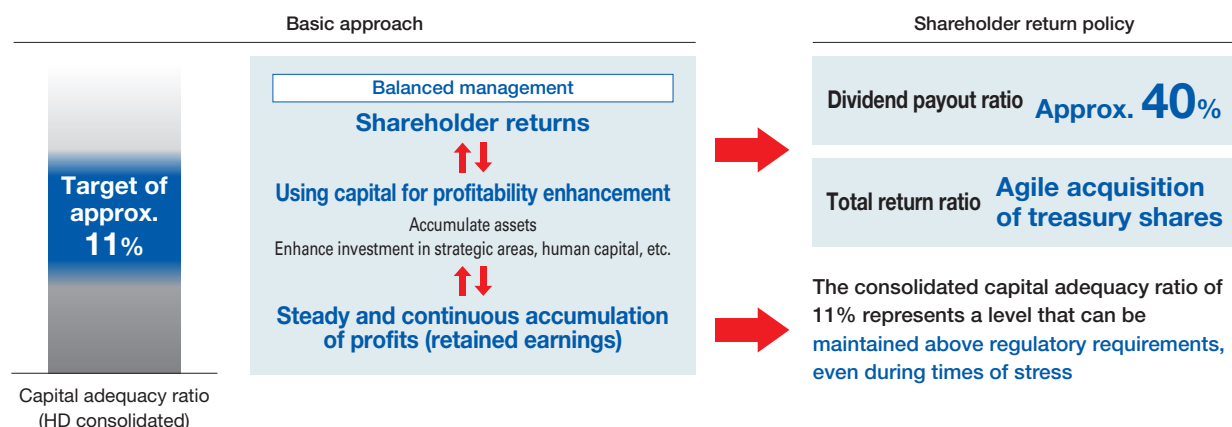 Basic approach
Target of
approx.
11%
Capital adequacy ratio
(HD consolidated)
Balanced management
Shareholder returns
Using capital for profitability enhancement
Accumulate assets
Enhance investment in strategic areas, human capital, etc.
Steady and continuous accumulation
of profits (retained earnings)
Shareholder return policy
Dividend payout ratio Approx. 40%
Total return ratio Agile acquisition
of treasury shares
The consolidated capital adequacy ratio of
11% represents a level that can be
maintained above regulatory requirements,
even during times of stress